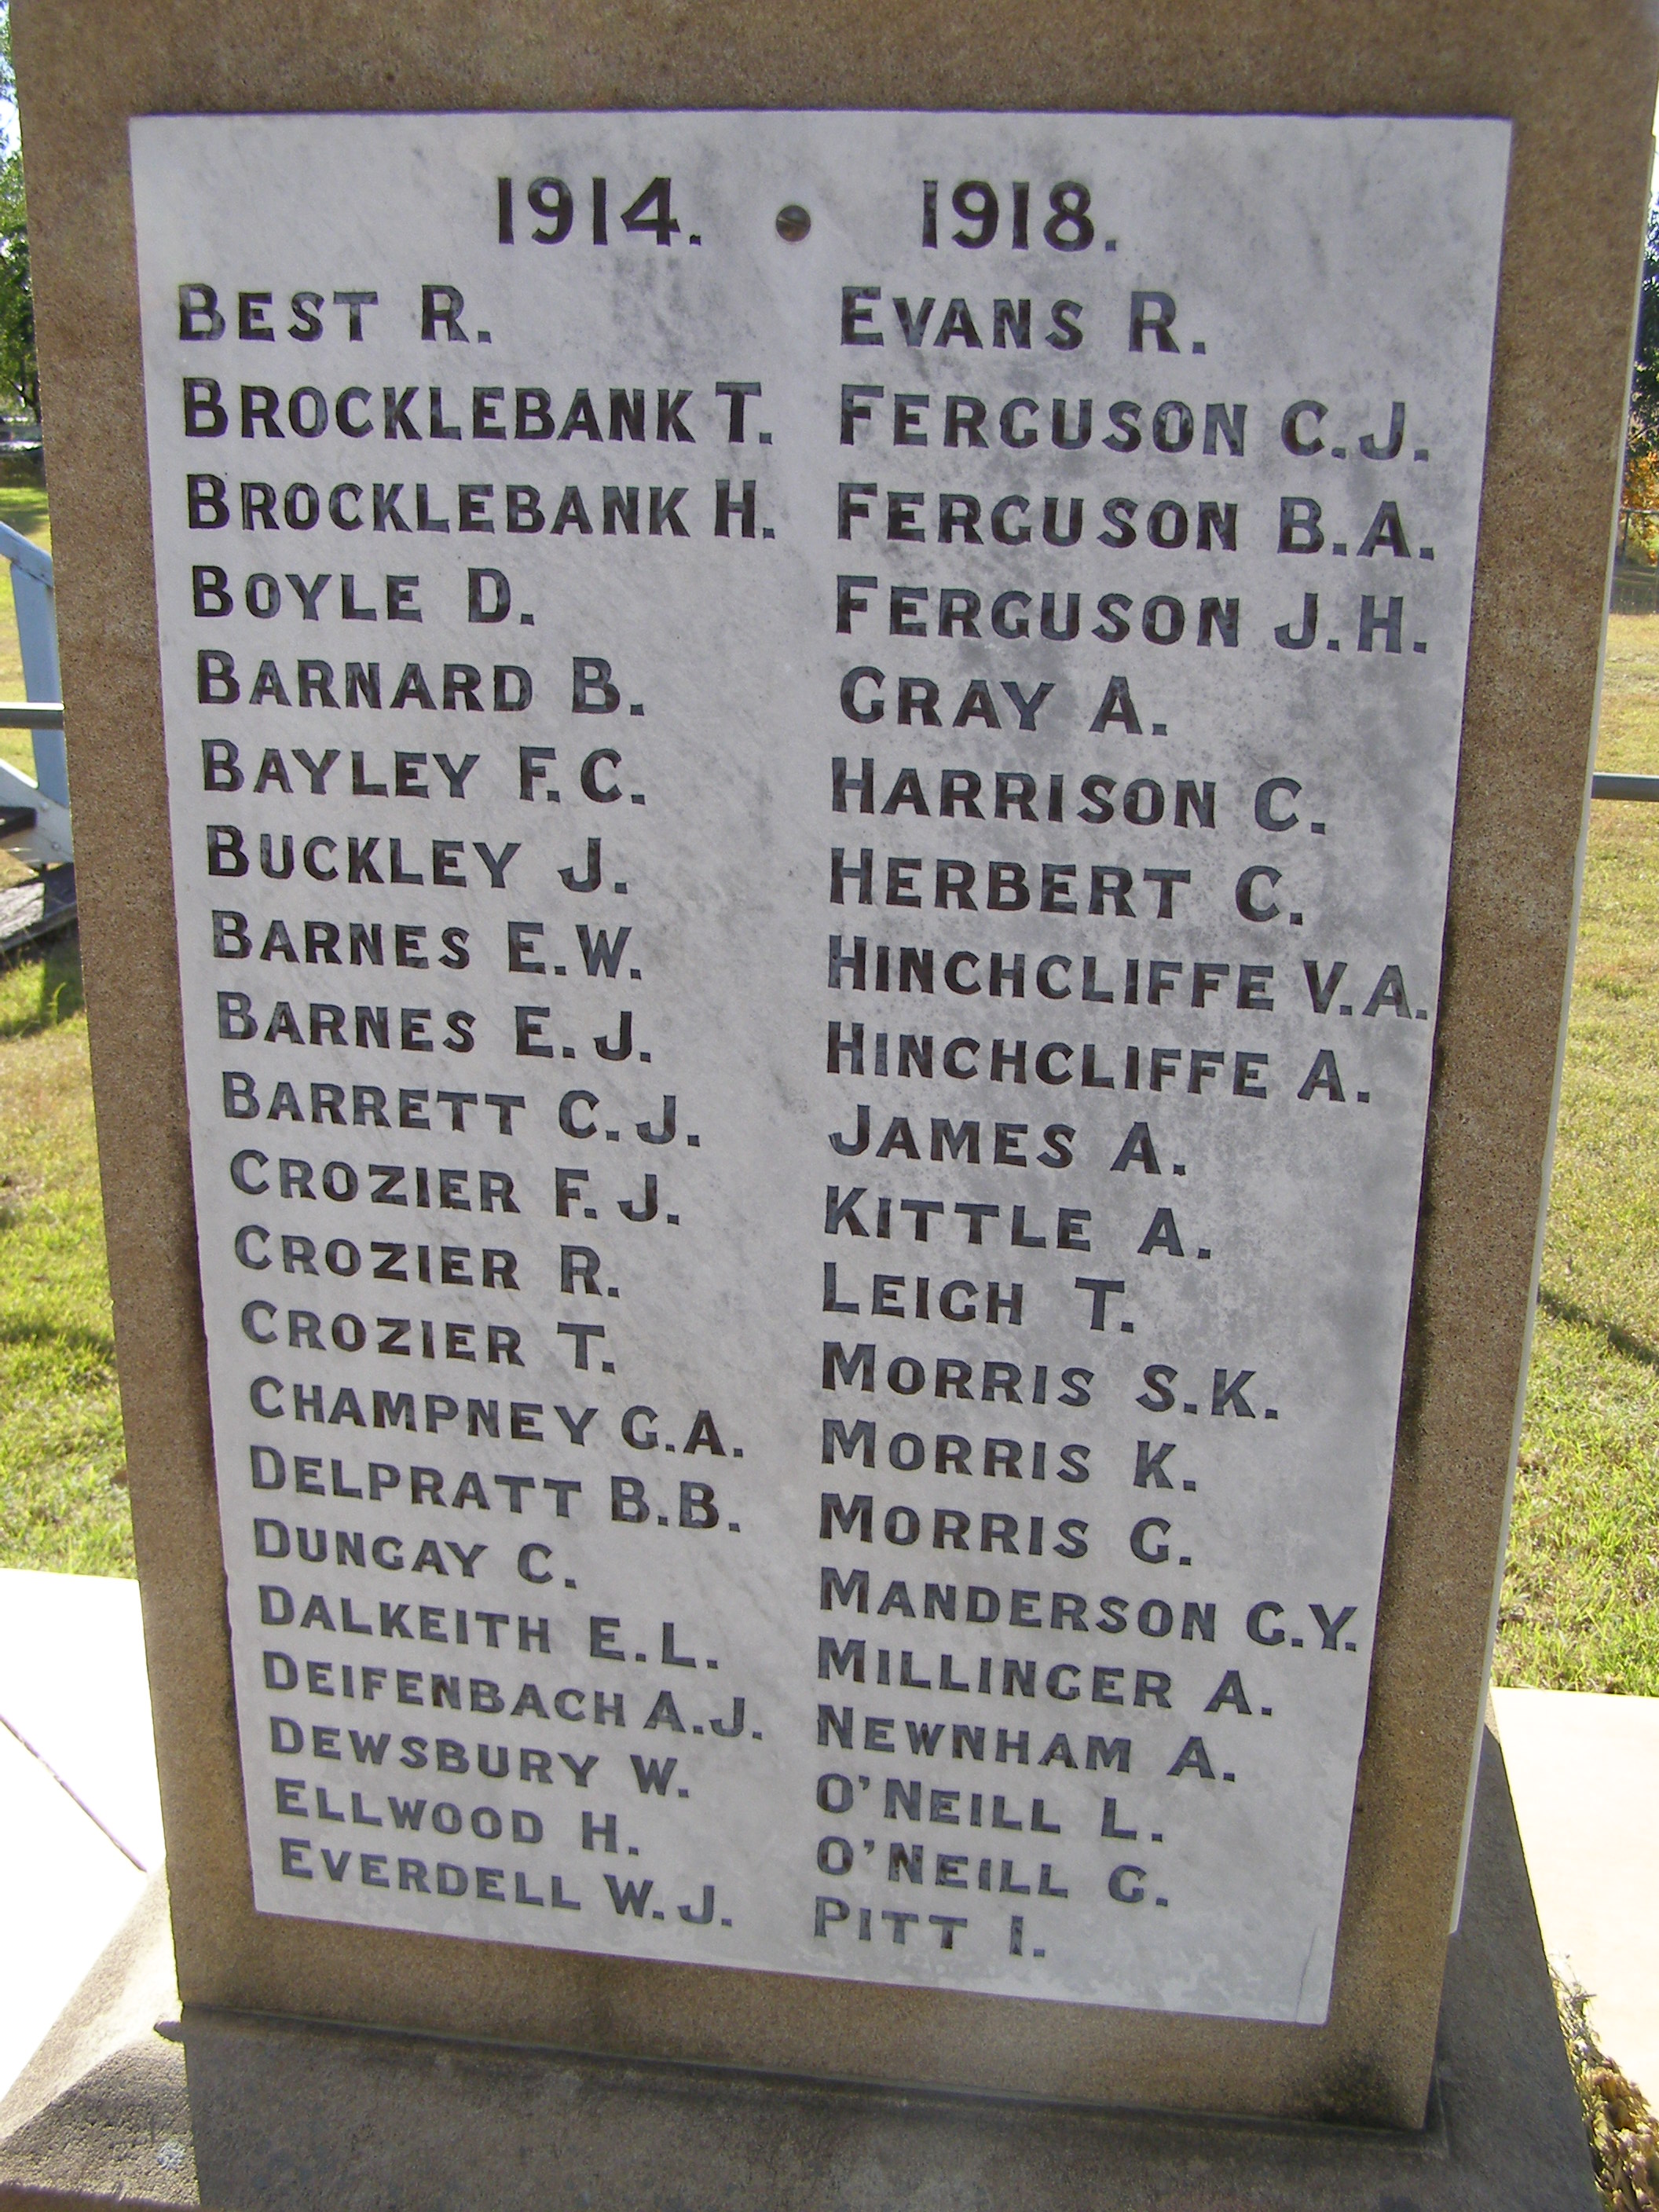 1914. 1918.
BEST R.
BROCKLEBANK T.
BROCKLEBANK H.
BOYLE D.
BARNARD B.
BAYLEY F.C.
BUCKLEY J.
BARNES E.W.
BARNES E.J.
BARRETT C.J.
CROZIER F.J.
CROZIER R.
CROZIER T.
CHAMPNEY G.A.
DELPRATT B.B.
DUNGAY C.
DALKEITH E.L.
DEIFENBACH A.J.
DEWSBURY W.
ELLWOOD H.
EVERDELL W.J.
EVANS R.
FERGUSON C.J.
FERGUSON B.A.
FERGUSON J.H.
GRAY A.
HARRISON C.
HERBERT C.
HINCHCLIFFE V.A.
HINCHCLIFFE A.
JAMES A.
KITTLE A.
LEIGH T.
MORRIS S.K.
MORRIS K.
MORRIS G.
MANDERSON G.Y.
MILLINGER A.
NEWNHAM A.
O'NEILL L.
O'NEILL G.
PITT I.